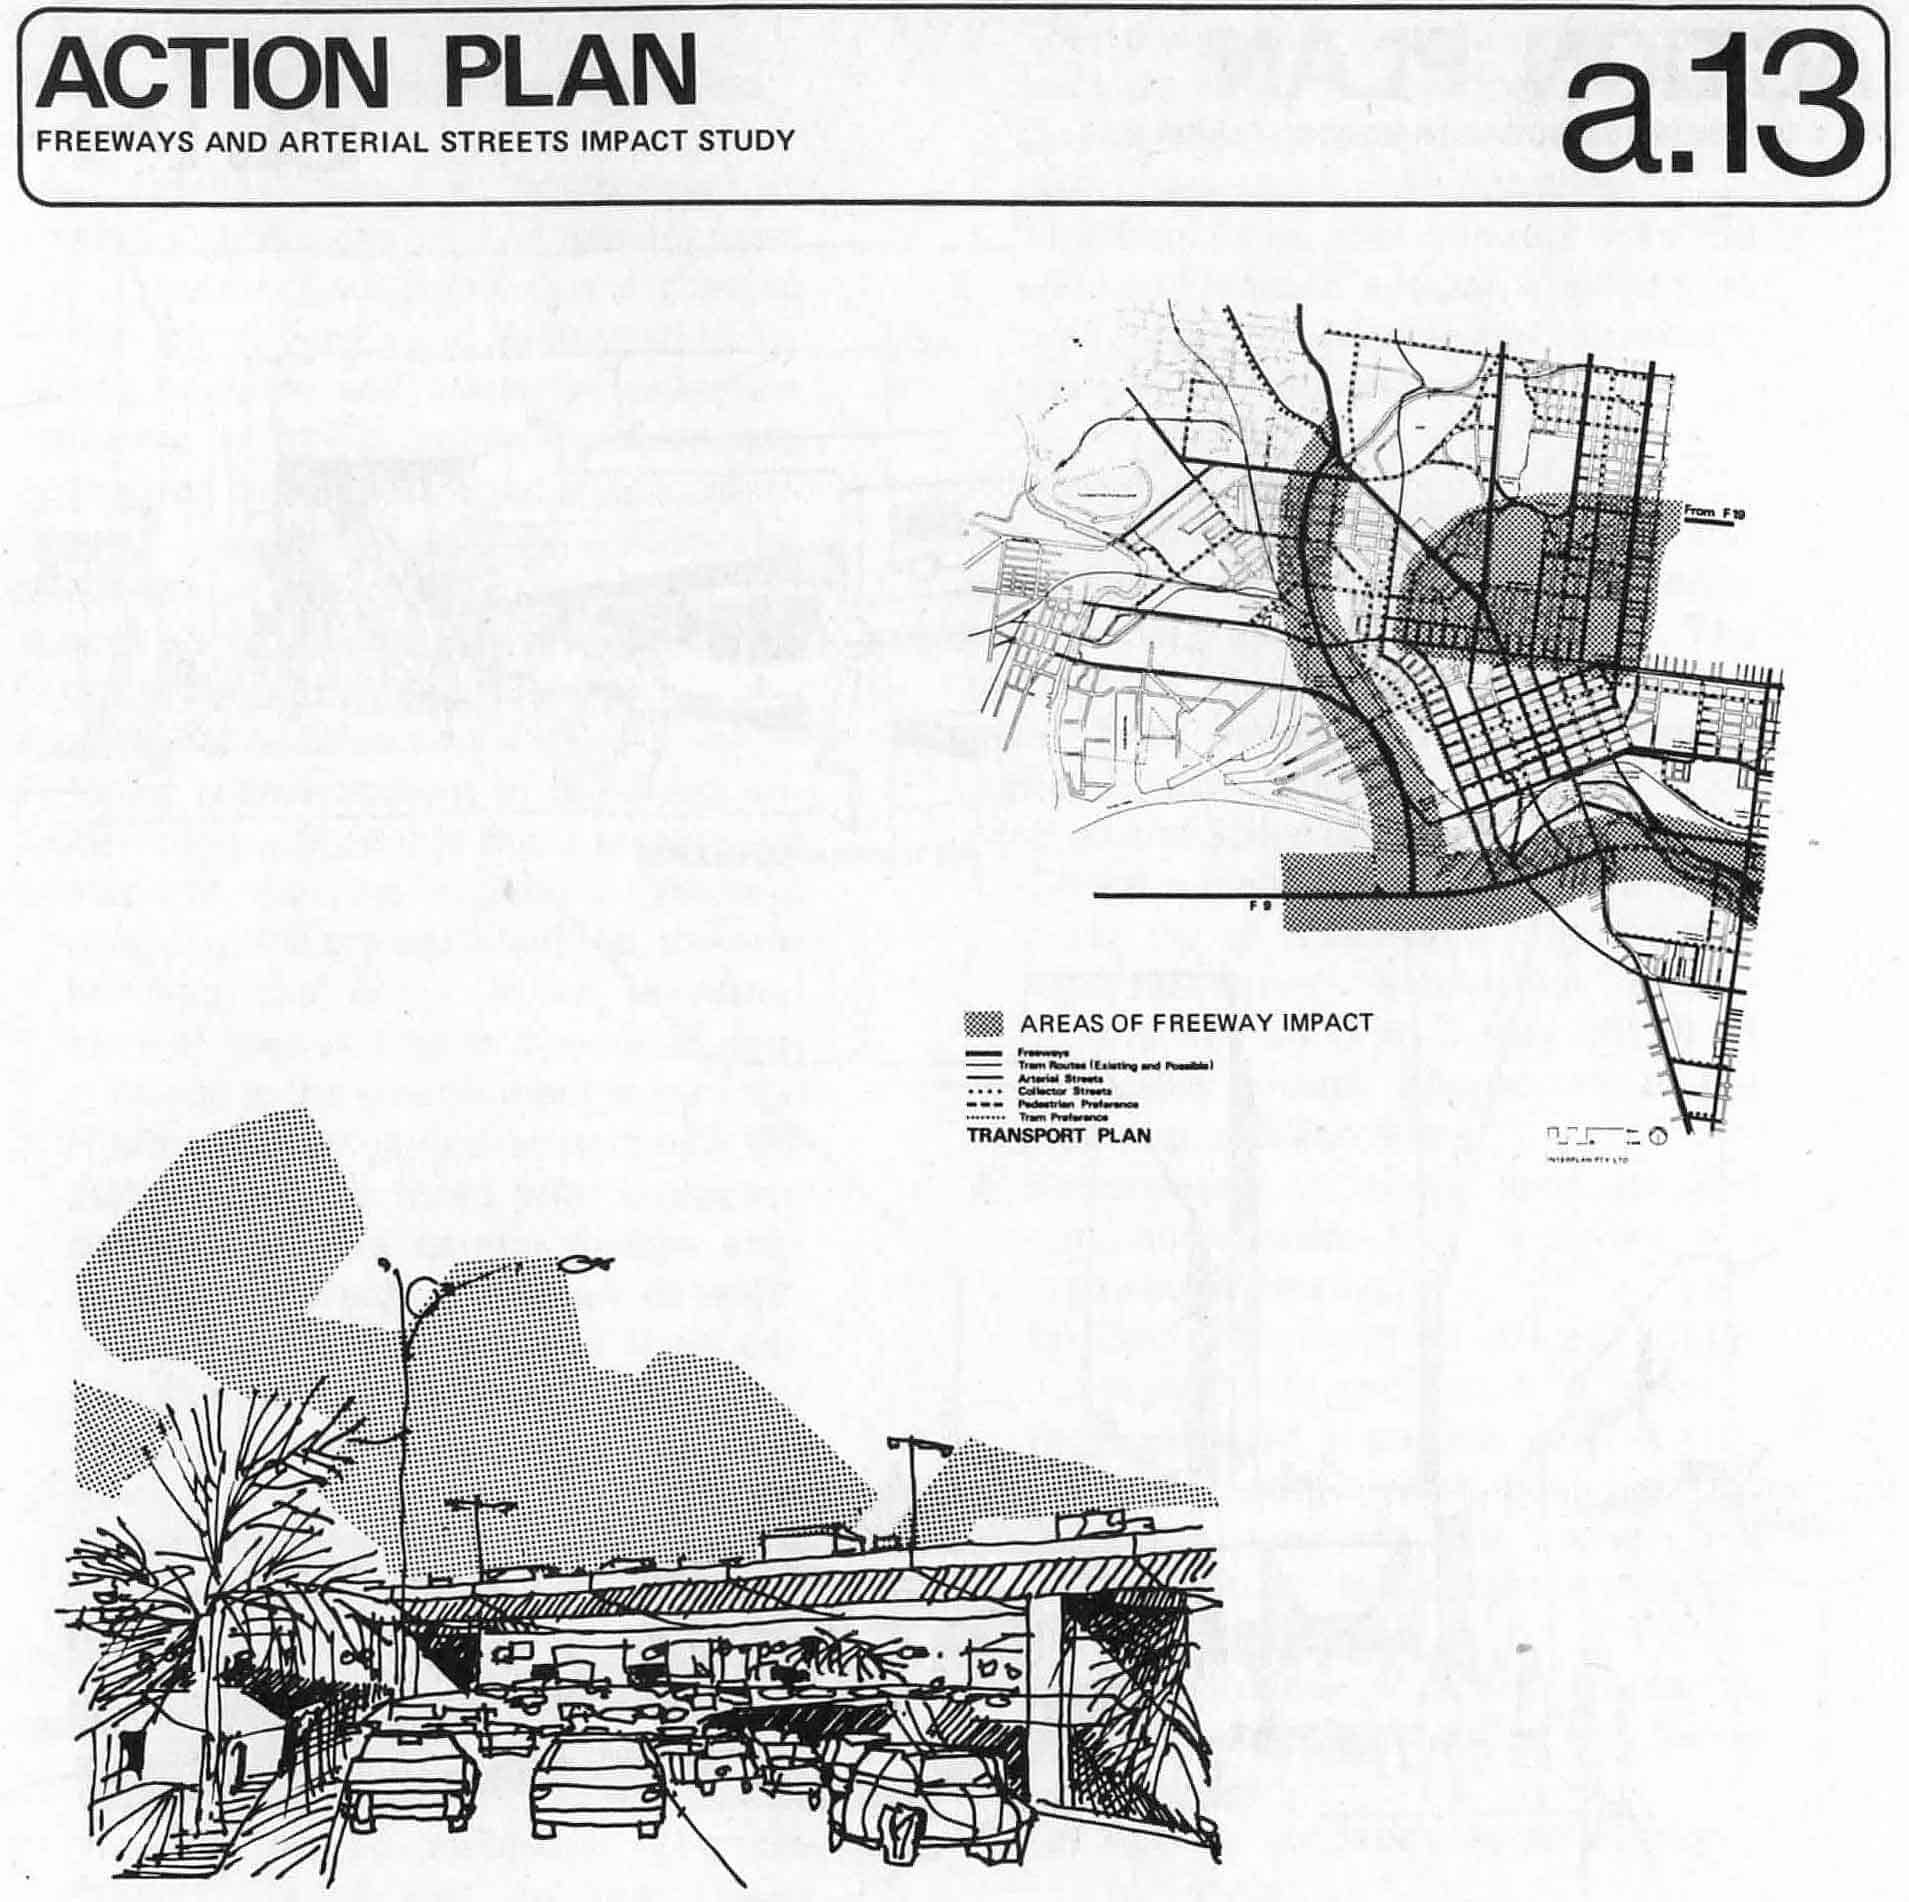 ACTION PLAN
FREEWAYS AND ARTERIAL STREETS IMPACT STUDY
a.13
From F19
F 9
AREAS OF FREEWAY IMPACT
Freeways
Tram Routes (Existing and Possible)
Arterial Streets
Collector Streets
Pedestrian Preference
Tram Preference
TRANSPORT PLAN
INTERPLAN PTY LTD